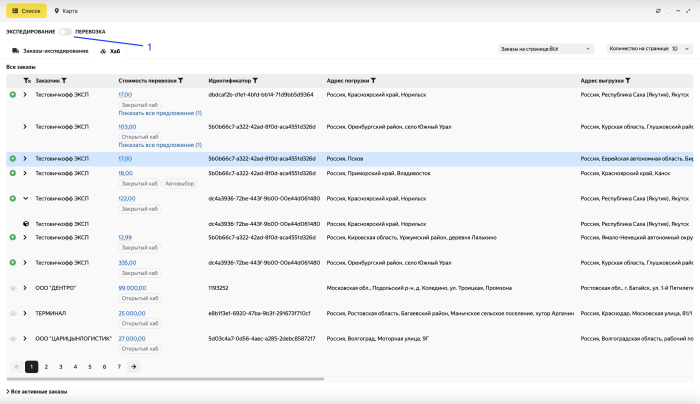 Список Карта
ЭКСПЕДИРОВАНИЕ ПЕРЕВОЗКА
1
Заказы-экспедирование Хаб Заказы на странице: Все Количество на странице: 10
Все заказы
Заказчик Стоимость перевозки Идентификатор Адрес погрузки Адрес выгрузки
Тестовичкофф ЭКСП 17,00 dbdcaf2b-d1e1-4bfd-bb14-71d9bb5d9364 Россия, Красноярский край, Норильск Россия, Республика Саха (Якутия), Якутск
Закрытый хаб
Показать все предложения (1)
Тестовичкофф ЭКСП 103,00 5b0b66c7-a322-42ad-8f0d-aca4551d326d Россия, Оренбургский район, село Южный Урал Россия, Курская область, Глушковский рай
Открытый хаб
Показать все предложения (1)
Тестовичкофф ЭКСП 17,00 5b0b66c7-a322-42ad-8f0d-aca4551d326d Россия, Псков Россия, Еврейская автономная область, Би
Тестовичкофф ЭКСП 18,00 5b0b66c7-a322-42ad-8f0d-aca4551d326d Россия, Приморский край, Владивосток Россия, Красноярский край, Канск
Закрытый хаб Автовыбор
Тестовичкофф ЭКСП 122,00 dc4a3936-72be-443f-9b00-00e44d061480 Россия, Красноярский край, Норильск Россия, Республика Саха (Якутия), Якутск
Закрытый хаб
Тестовичкофф ЭКСП dc4a3936-72be-443f-9b00-00e44d061480 Россия, Красноярский край, Норильск Россия, Республика Саха (Якутия), Якутск
Тестовичкофф ЭКСП 12,99 5b0b66c7-a322-42ad-8f0d-aca4551d326d Россия, Кировская область, Уржумский район, деревня Лялькино Россия, Ямало-Ненецкий автономный окру
Закрытый хаб
Тестовичкофф ЭКСП 335,00 dc4a3936-72be-443f-9b00-00e44d061480 Россия, Оренбургский район, село Южный Урал Россия, Курская область, Глушковский рай
Закрытый хаб
ООО "ДЕНТРО" 99 000,00 1193252 Московская обл., Подольский р-н, д. Коледино, ул. Троицкая, Промзона Ростовская обл., г. Батайск, ул. 1-й Пятилетк
Открытый хаб
ТЕРМИНАЛ 25 000,00 e8b1f3e1-6920-47ba-9b3f-291673f710cf Россия, Ростовская область, Багаевский район, Манычское сельское поселение, хутор Арпачин Россия, Краснодар, Московская улица, 81/1
Открытый хаб
ООО "ЦАРИЦЫНЛОГИСТИК" 27 000,00 5d03c4a7-0d56-4aec-a285-2debc8587217 Россия, Волгоград, Моторная улица, 9Г Россия, Волгоградская область, рабочий по
Открытый хаб
1 2 3 4 5 6 7
Все активные заказы